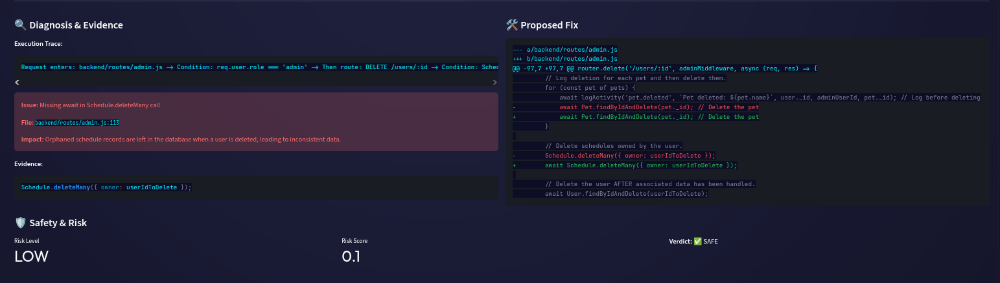 🔍 Diagnosis & Evidence
Execution Trace:
Request enters: backend/routes/admin.js → Condition: req.user.role === 'admin' → Then route: DELETE /users/:id → Condition: Sched
Issue: Missing await in Schedule.deleteMany call
File: backend/routes/admin.js:113
Impact: Orphaned schedule records are left in the database when a user is deleted, leading to inconsistent data.
Evidence:
Schedule.deleteMany({ owner: userIdToDelete });
🛠️ Proposed Fix
--- a/backend/routes/admin.js
+++ b/backend/routes/admin.js
@@ -97,7 +97,7 @@ router.delete('/users/:id', adminMiddleware, async (req, res) => {
        // Log deletion for each pet and then delete them.
        for (const pet of pets) {
            await logActivity('pet_deleted', `Pet deleted: ${pet.name}`, user._id, adminUserId, pet._id); // Log before deleting
-            await Pet.findByIdAndDelete(pet._id); // Delete the pet
+            await Pet.findByIdAndDelete(pet._id); // Delete the pet
        }
        // Delete schedules owned by the user.
-        Schedule.deleteMany({ owner: userIdToDelete });
+        await Schedule.deleteMany({ owner: userIdToDelete });
        // Delete the user AFTER associated data has been handled.
        await User.findByIdAndDelete(userIdToDelete);
🛡️ Safety & Risk
Risk Level
LOW
Risk Score
0.1
Verdict: ✅ SAFE